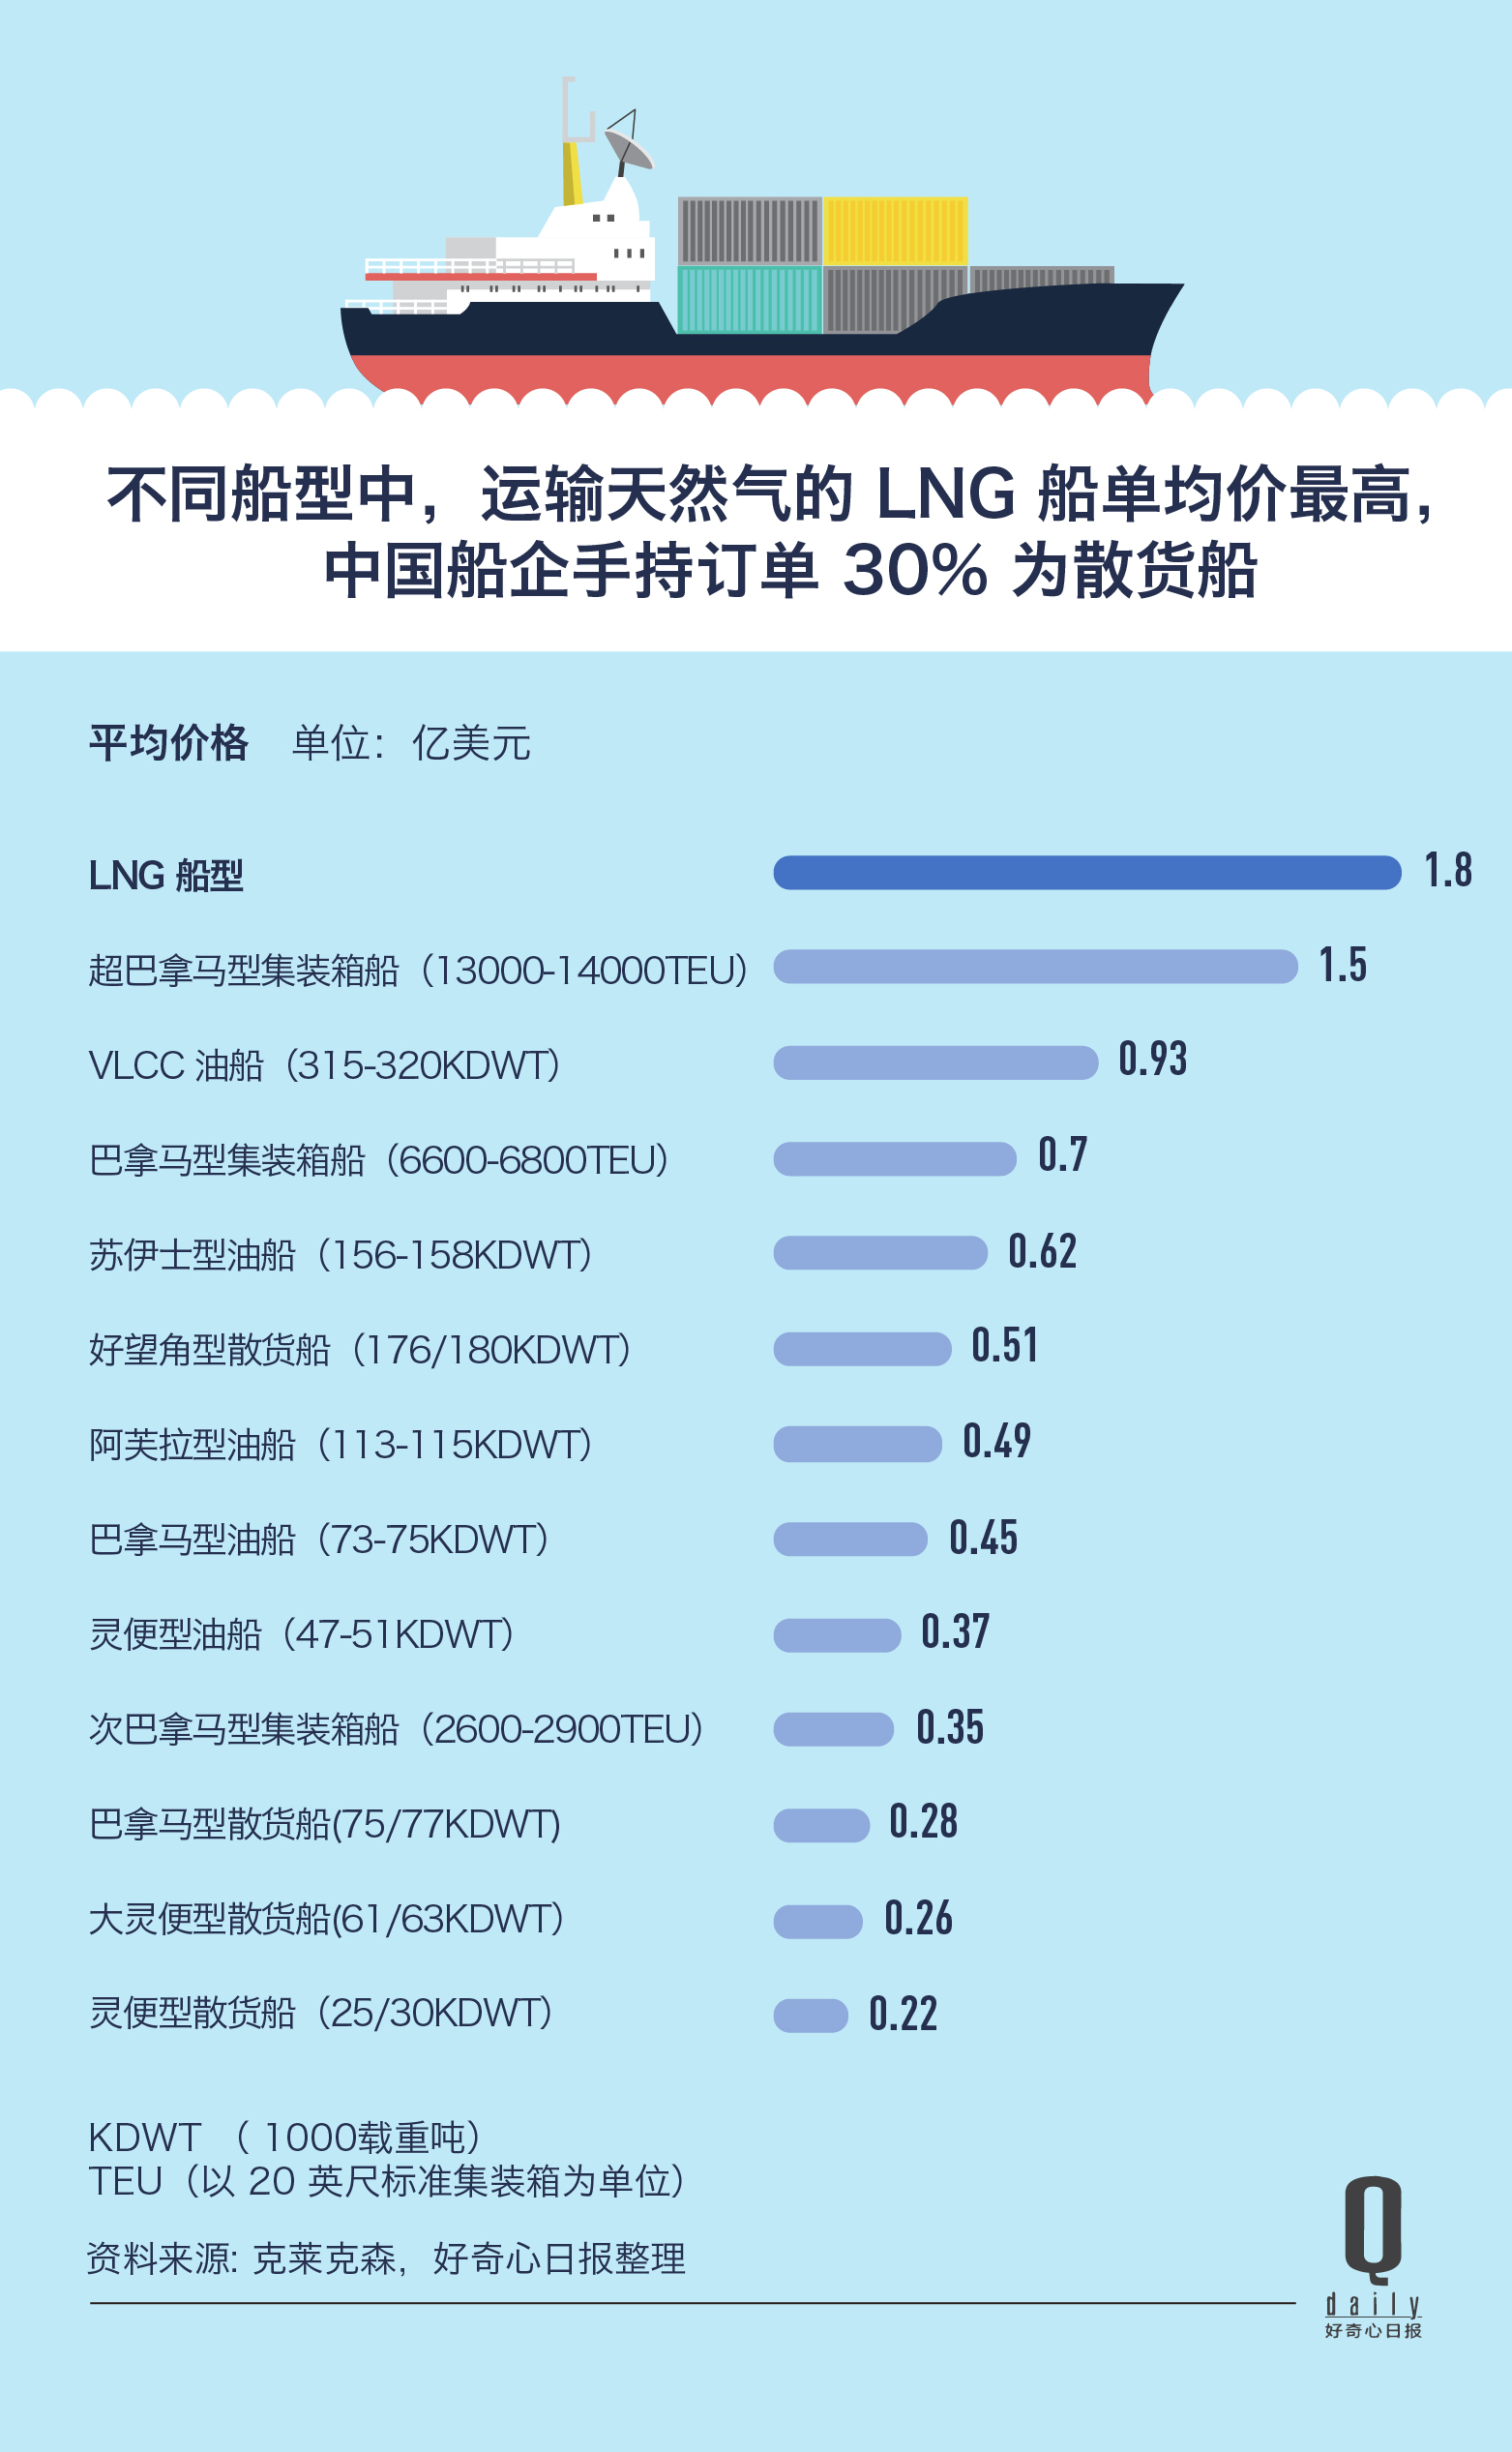 不同船型中，运输天然气的 LNG 船单均价最高，
中国船企手持订单 30% 为散货船
平均价格 单位：亿美元
LNG 船型 1.8
超巴拿马型集装箱船（13000-14000TEU） 1.5
VLCC 油船（315-320KDWT） 0.93
巴拿马型集装箱船（6600-6800TEU） 0.7
苏伊士型油船（156-158KDWT） 0.62
好望角型散货船（176/180KDWT） 0.51
阿芙拉型油船（113-115KDWT） 0.49
巴拿马型油船（73-75KDWT） 0.45
灵便型油船（47-51KDWT） 0.37
次巴拿马型集装箱船（2600-2900TEU） 0.35
巴拿马型散货船(75/77KDWT) 0.28
大灵便型散货船(61/63KDWT） 0.26
灵便型散货船（25/30KDWT） 0.22
KDWT （ 1000载重吨）
TEU（以 20 英尺标准集装箱为单位）
资料来源: 克莱克森，好奇心日报整理
Q
daily
好奇心日报